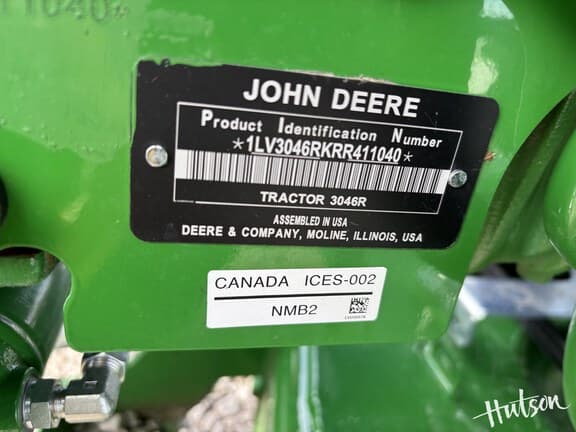 11040*
JOHN DEERE
Product Identification Number
*1LV3046RKRR411040*
TRACTOR 3046R
ASSEMBLED IN USA
DEERE & COMPANY, MOLINE, ILLINOIS, USA
CANADA ICES-002
NMB2
Hutson